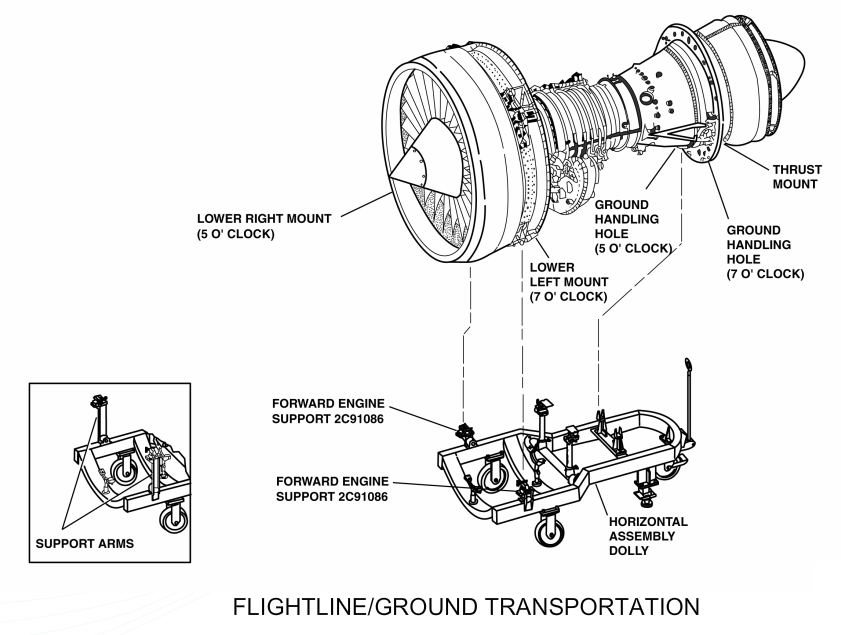 THRUST
MOUNT
GROUND
HANDLING
HOLE
(5 O' CLOCK)
LOWER RIGHT MOUNT
(5 O' CLOCK)
GROUND
HANDLING
HOLE
(7 O' CLOCK)
LOWER
LEFT MOUNT
(7 O' CLOCK)
FORWARD ENGINE
SUPPORT 2C91086
FORWARD ENGINE
SUPPORT 2C91086
SUPPORT ARMS
HORIZONTAL
ASSEMBLY
DOLLY
FLIGHTLINE/GROUND TRANSPORTATION